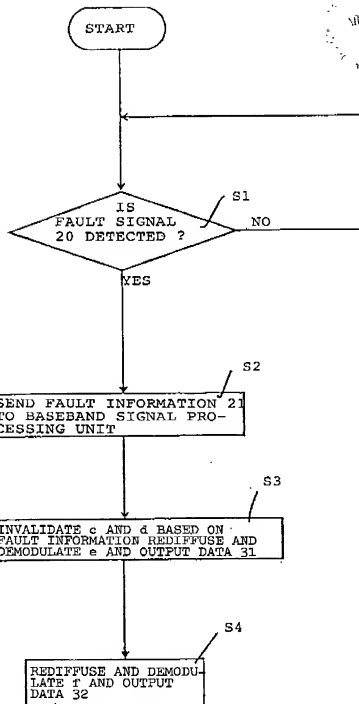 START
S1
IS
FAULT SIGNAL
20 DETECTED ?
NO
YES
S2
SEND FAULT INFORMATION 21
TO BASEBAND SIGNAL PRO-
CESSING UNIT
S3
INVALIDATE c AND d BASED ON
FAULT INFORMATION REDIFFUSE AND
DEMODULATE e AND OUTPUT DATA 31
S4
REDIFFUSE AND DEMODU-
LATE f AND OUTPUT
DATA 32